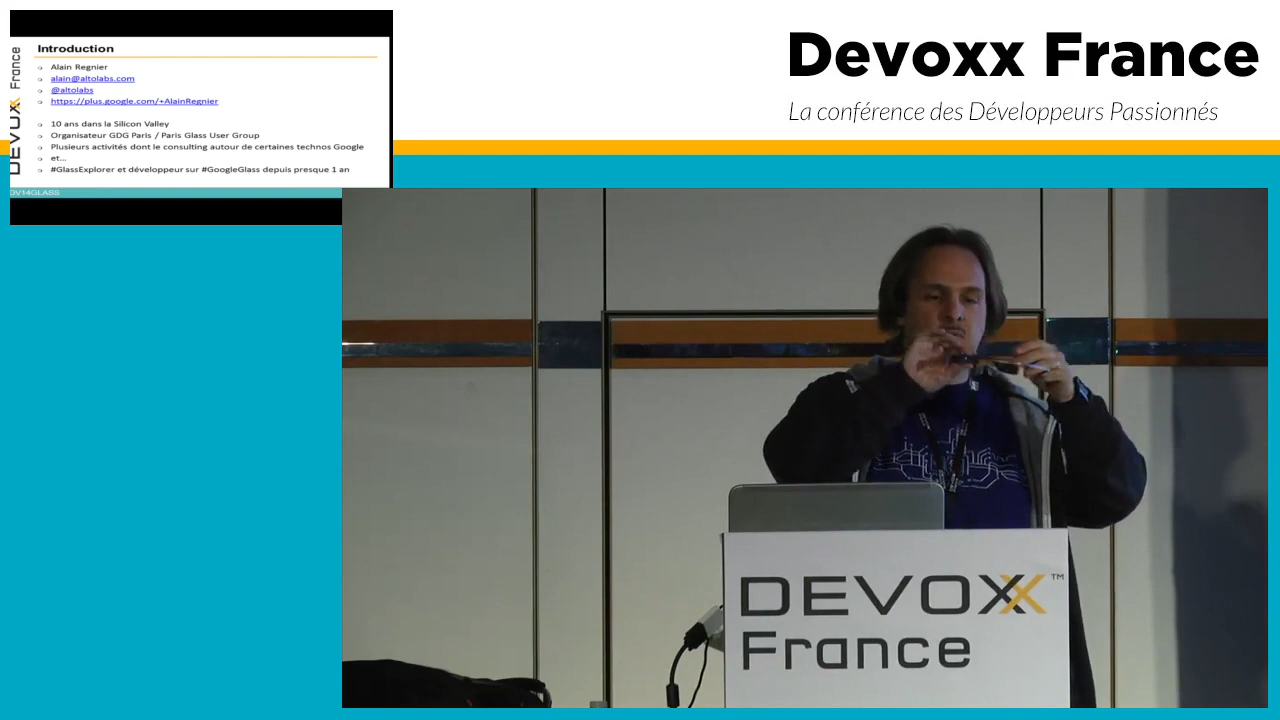 Introduction
Alain Regnier
alain@altolabs.com
@altolabs
https://plus.google.com/+AlainRegnier
10 ans dans la Silicon Valley
Organisateur GDG Paris / Paris Glass User Group
Plusieurs activités dont le consulting autour de certaines technos Google
et...
#GlassExplorer et développeur sur #GoogleGlass depuis presque 1 an
DEVOXX France
DV14GLASS
Devoxx France
La conférence des Développeurs Passionnés
DEVOXX™
France